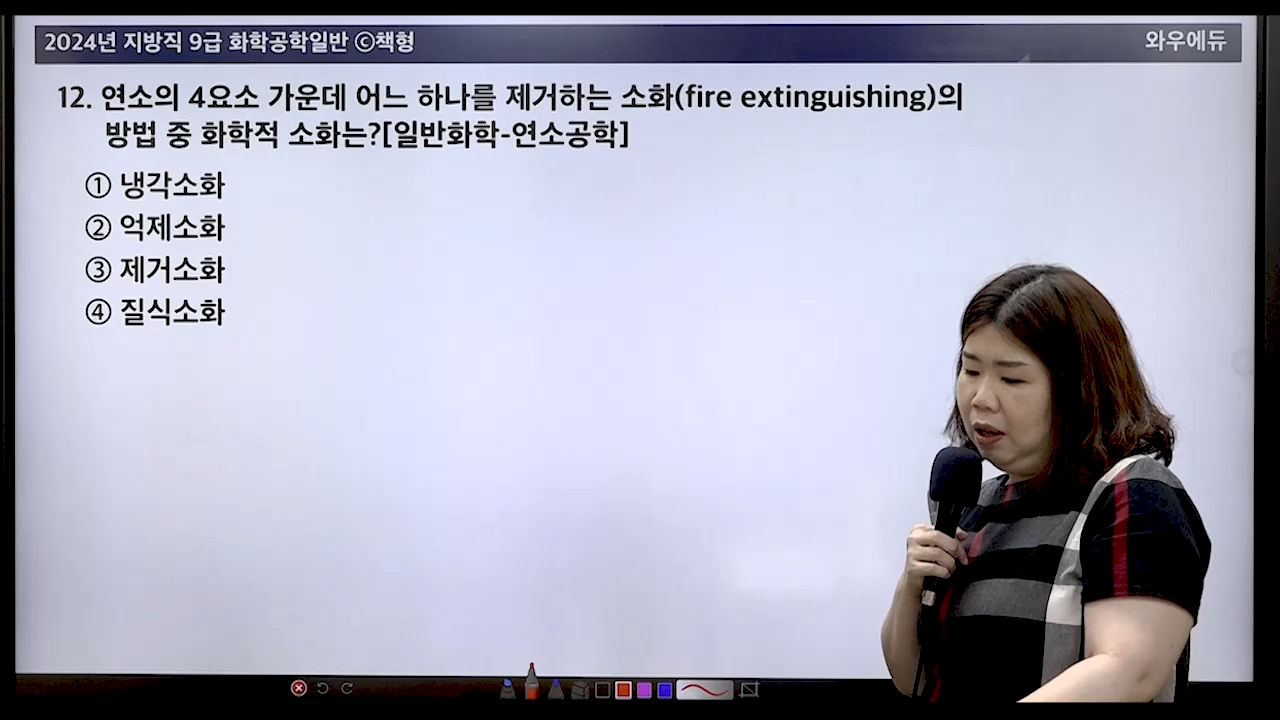 2024년 지방직 9급 화학공학일반 ⓒ책형
와우에듀
12. 연소의 4요소 가운데 어느 하나를 제거하는 소화(fire extinguishing)의
방법 중 화학적 소화는?[일반화학-연소공학]
① 냉각소화
② 억제소화
③ 제거소화
④ 질식소화